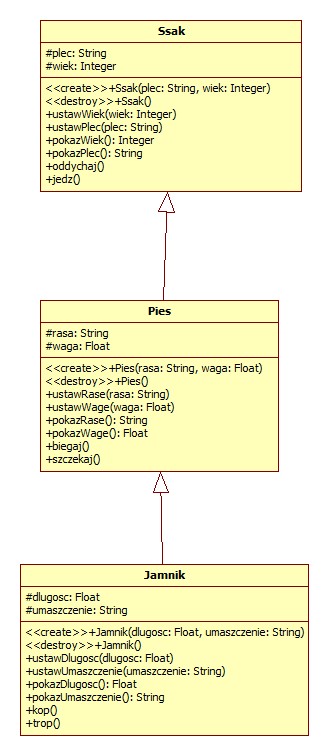 Ssak
#plec: String
#wiek: Integer
<<create>>+Ssak(plec: String, wiek: Integer)
<<destroy>>+Ssak()
+ustawWiek(wiek: Integer)
+ustawPlec(plec: String)
+pokazWiek(): Integer
+pokazPlec(): String
+oddychaj()
+jedz()
Pies
#rasa: String
#waga: Float
<<create>>+Pies(rasa: String, waga: Float)
<<destroy>>+Pies()
+ustawRase(rasa: String)
+ustawWage(waga: Float)
+pokazRase(): String
+pokazWage(): Float
+biegaj()
+szczekaj()
Jamnik
#dlugosc: Float
#umaszczenie: String
<<create>>+Jamnik(dlugosc: Float, umaszczenie: String)
<<destroy>>+Jamnik()
+ustawDlugosc(dlugosc: Float)
+ustawUmaszczenie(umaszczenie: String)
+pokazDlugosc(): Float
+pokazUmaszczenie(): String
+kop()
+trop()